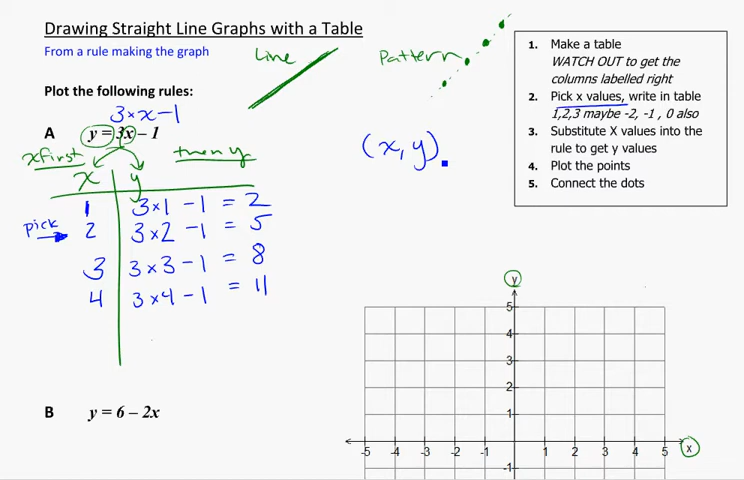 Drawing Straight Line Graphs with a Table
From a rule making the graph
Line
Pattern
Plot the following rules:
3 × x − 1
A y = 3x − 1
x first
then y
x y
1 3 × 1 − 1 = 2
pick 2 3 × 2 − 1 = 5
3 3 × 3 − 1 = 8
4 3 × 4 − 1 = 11
B y = 6 – 2x
(x, y)
1. Make a table
WATCH OUT to get the
columns labelled right
2. Pick x values, write in table
1,2,3 maybe -2, -1 , 0 also
3. Substitute X values into the
rule to get y values
4. Plot the points
5. Connect the dots
y
5
4
3
2
1
-5 -4 -3 -2 -1 1 2 3 4 5 x
-1